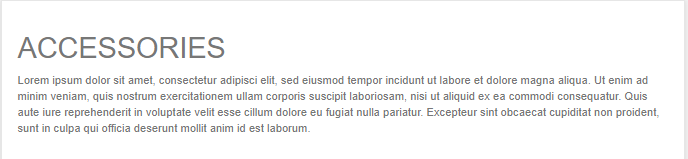 ACCESSORIES
Lorem ipsum dolor sit amet, consectetur adipisci elit, sed eiusmod tempor incidunt ut labore et dolore magna aliqua. Ut enim ad
minim veniam, quis nostrum exercitationem ullam corporis suscipit laboriosam, nisi ut aliquid ex ea commodi consequatur. Quis
aute iure reprehenderit in voluptate velit esse cillum dolore eu fugiat nulla pariatur. Excepteur sint obcaecat cupiditat non proident,
sunt in culpa qui officia deserunt mollit anim id est laborum.